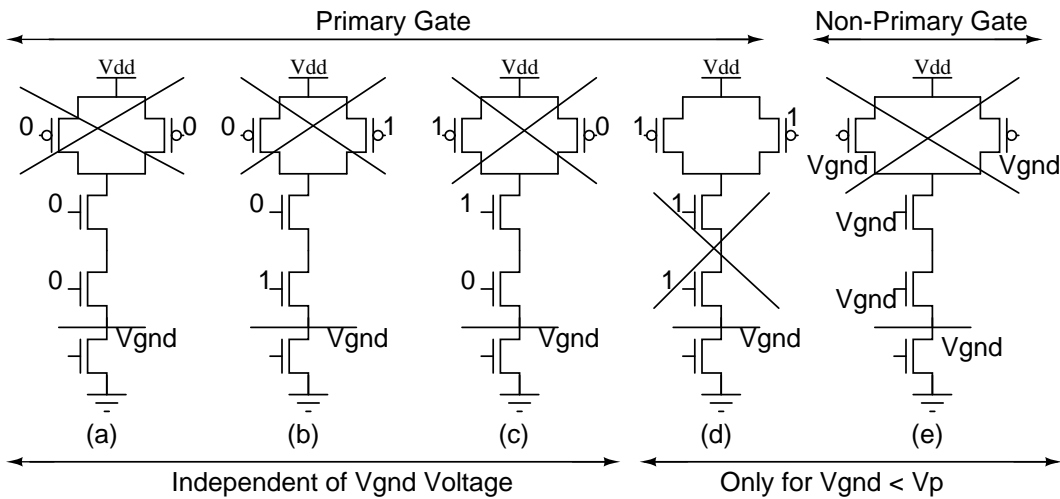 Primary Gate
Non-Primary Gate
Vdd
Vdd
Vdd
Vdd
0
0
0
1
1
0
1
1
Vgnd
Vgnd
0
0
1
1
Vgnd
0
1
0
1
Vgnd
Vgnd
Vgnd
Vgnd
Vgnd
Vgnd
(a)
(b)
(c)
(d)
(e)
Independent of Vgnd Voltage
Only for Vgnd < Vp